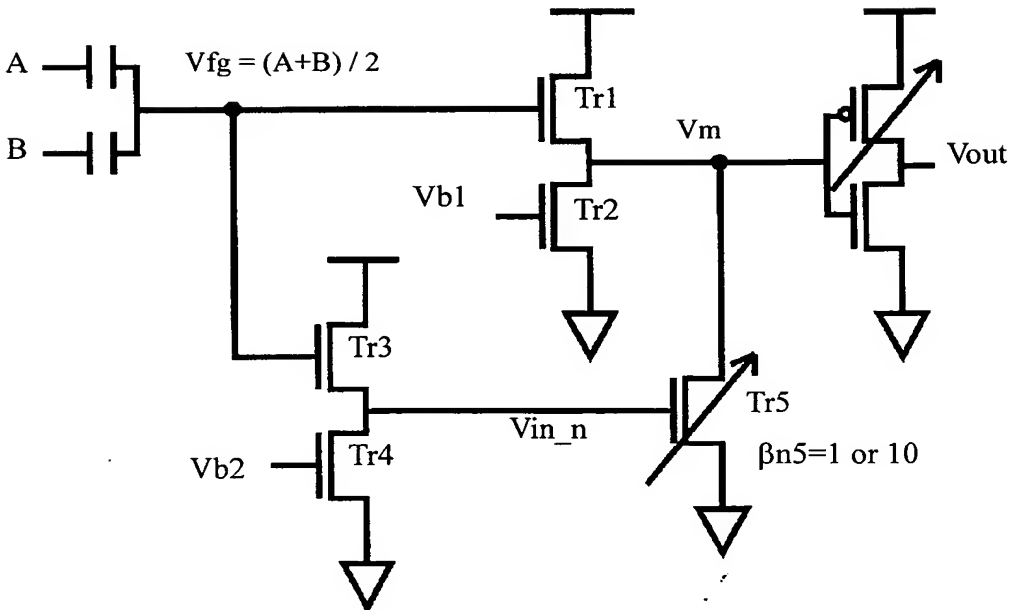 A
Vfg = (A+B) / 2
Tr1
B
Vm
Vout
Vb1
Tr2
Tr3
Vin_n
Tr5
Tr4
Vb2
βn5=1 or 10